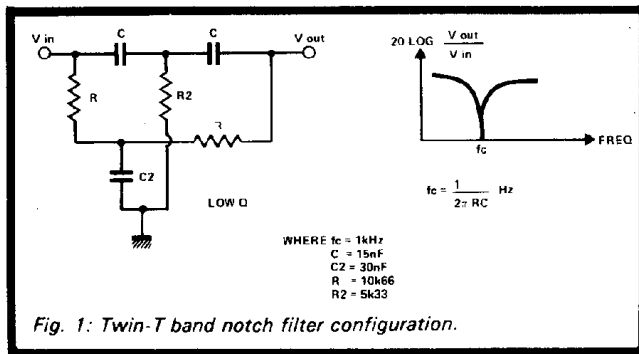 V in
C
C
V out
R
R2
R
C2
LOW Q
20 LOG V out
V in
FREQ
fc
fc = 1 Hz
2π RC
WHERE fc = 1kHz
C = 15nF
C2 = 30nF
R = 10k66
R2 = 5k33
Fig. 1: Twin-T band notch filter configuration.